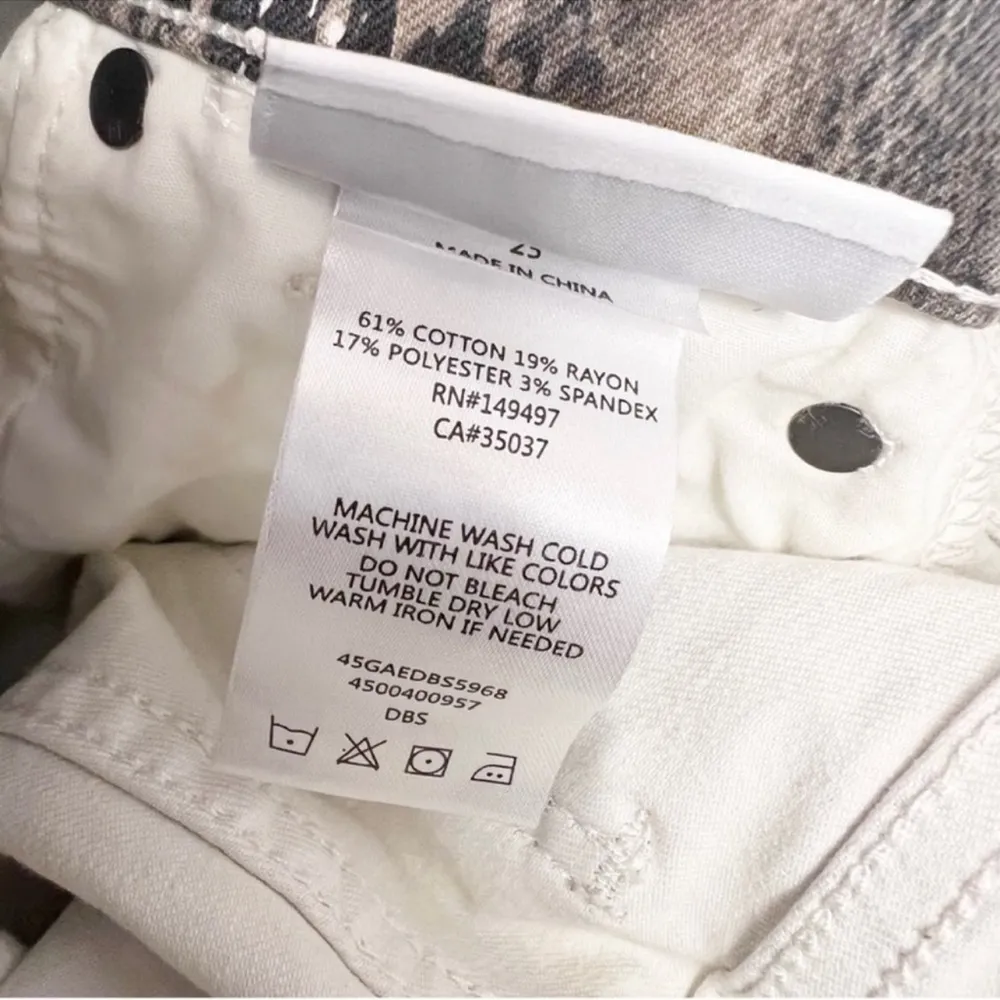 MADE IN CHINA
61% COTTON 19% RAYON
17% POLYESTER 3% SPANDEX
RN#149497
CA#35037
MACHINE WASH COLD
WASH WITH LIKE COLORS
DO NOT BLEACH
TUMBLE DRY LOW
WARM IRON IF NEEDED
45GAEDBS5968
4500400957
DBS